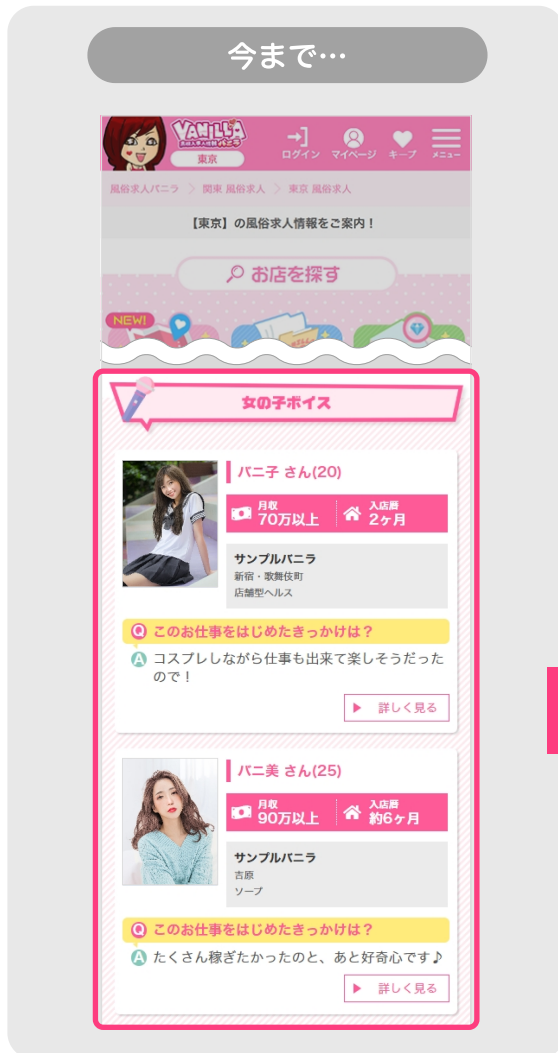 今まで…
VANILLA
高収入求人情報 バニラ
東京
ログイン
マイページ
キープ
メニュー
風俗求人バニラ > 関東 風俗求人 > 東京 風俗求人
【東京】の風俗求人情報をご案内！
お店を探す
NEW!
女の子ボイス
バニ子 さん(20)
月収
70万以上
入店暦
2ヶ月
サンプルバニラ
新宿・歌舞伎町
店舗型ヘルス
Q このお仕事をはじめたきっかけは？
A コスプレしながら仕事も出来て楽しそうだった
ので！
▶ 詳しく見る
バニ美 さん(25)
月収
90万以上
入店暦
約6ヶ月
サンプルバニラ
吉原
ソープ
Q このお仕事をはじめたきっかけは？
A たくさん稼ぎたかったのと、あと好奇心です♪
▶ 詳しく見る